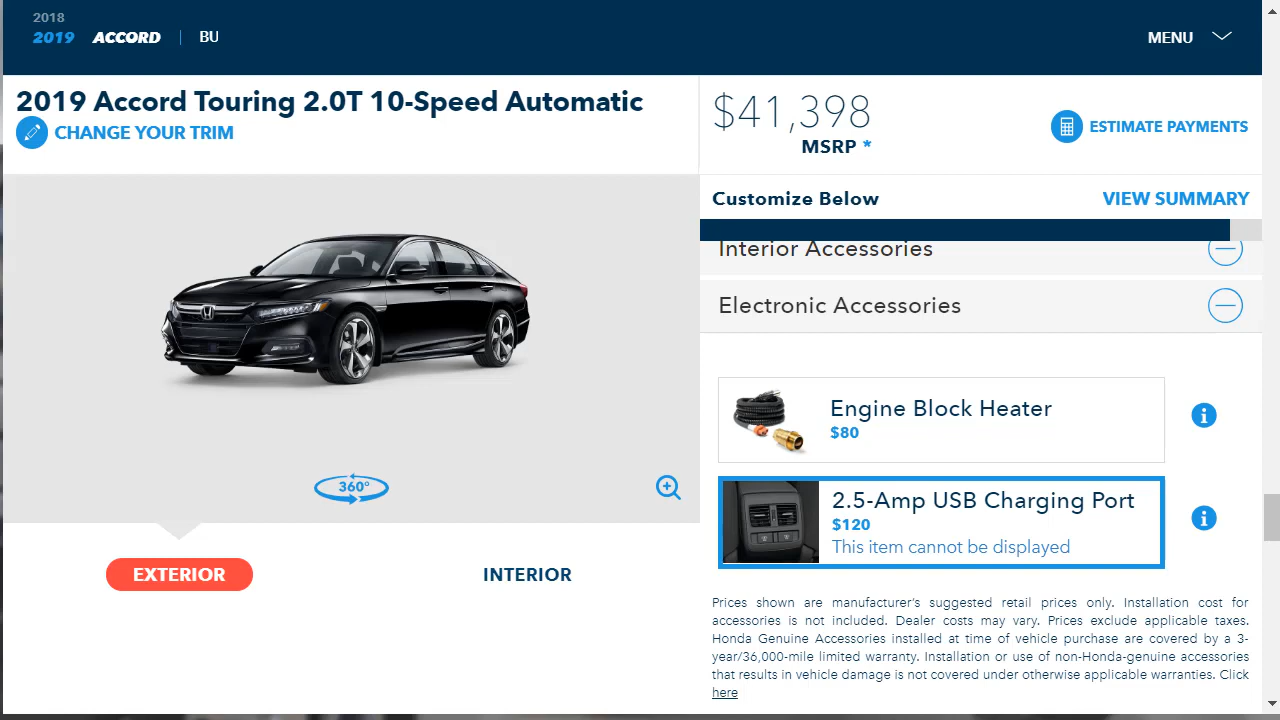 2018
2019 ACCORD | BU
MENU
2019 Accord Touring 2.0T 10-Speed Automatic
CHANGE YOUR TRIM
$41,398
MSRP *
ESTIMATE PAYMENTS
Customize Below
VIEW SUMMARY
Interior Accessories
Electronic Accessories
Engine Block Heater
$80
2.5-Amp USB Charging Port
$120
This item cannot be displayed
360°
EXTERIOR
INTERIOR
Prices shown are manufacturer's suggested retail prices only. Installation cost for
accessories is not included. Dealer costs may vary. Prices exclude applicable taxes.
Honda Genuine Accessories installed at time of vehicle purchase are covered by a 3-
year/36,000-mile limited warranty. Installation or use of non-Honda-genuine accessories
that results in vehicle damage is not covered under otherwise applicable warranties. Click
here